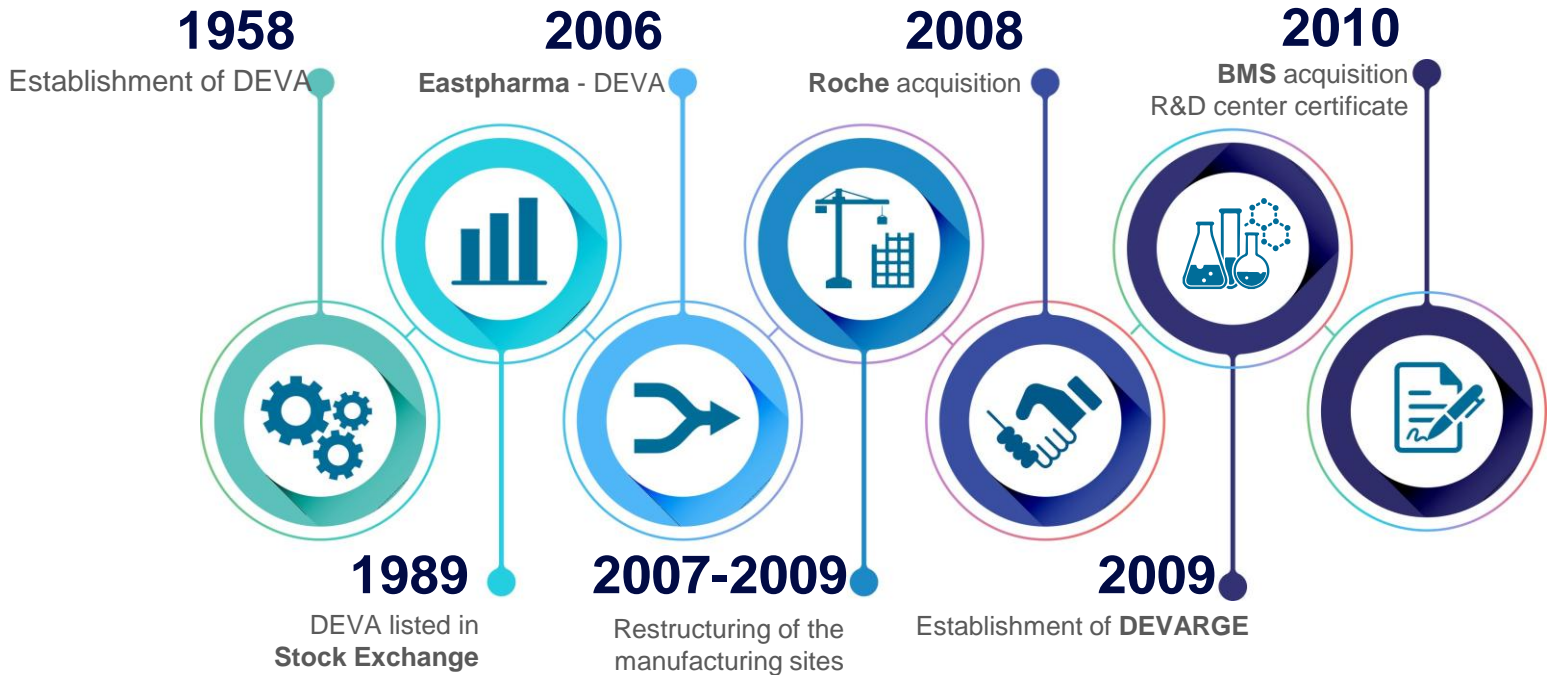 1958
Establishment of DEVA
2006
Eastpharma - DEVA
2008
Roche acquisition
2010
BMS acquisition
R&D center certificate
1989
DEVA listed in
Stock Exchange
2007-2009
Restructuring of the
manufacturing sites
2009
Establishment of DEVARGE